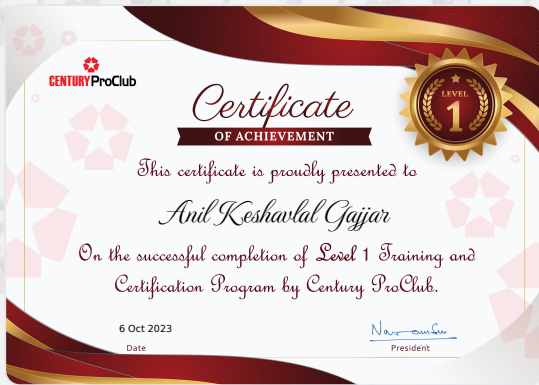 CENTURY ProClub
Certificate
OF ACHIEVEMENT
LEVEL
1
This certificate is proudly presented to
Anil Keshavlal Gajjar
On the successful completion of Level 1 Training and
Certification Program by Century ProClub.
6 Oct 2023
Date
President